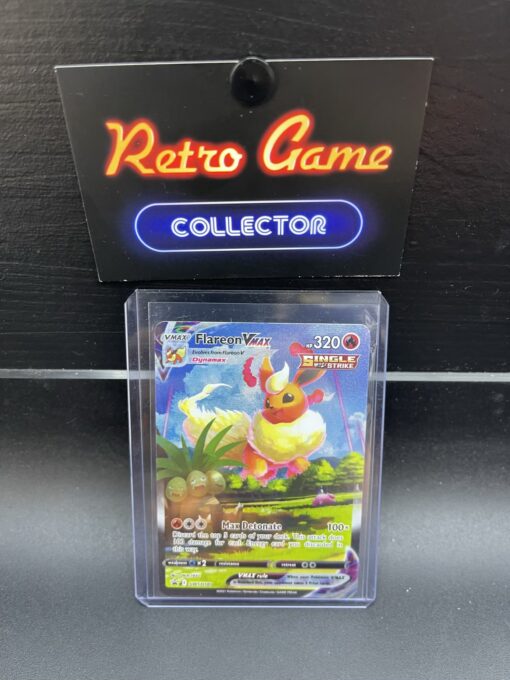 Retro Game
COLLECTOR
VMAX
Flareon VMAX
320
Evolves from Flareon V
Dynamax
SINGLE
STRIKE
Max Detonate 100×
Discard the top 5 cards of your deck. This attack does
100 damage for each Energy card you discarded in
this way.
weakness ×2 resistance retreat
VMAX rule